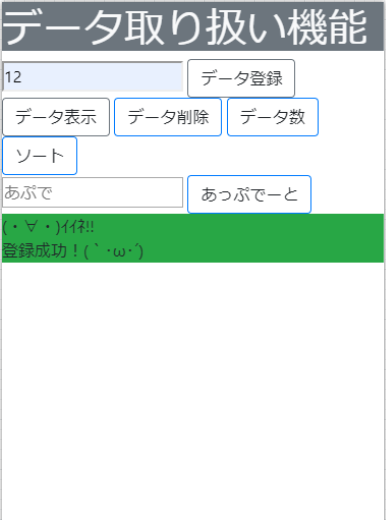 データ取り扱い機能
12 データ登録
データ表示 データ削除 データ数
ソート
あぷで あっぷでーと
(・∀・)ｲｲﾈ!!
登録成功！(｀･ω･´)